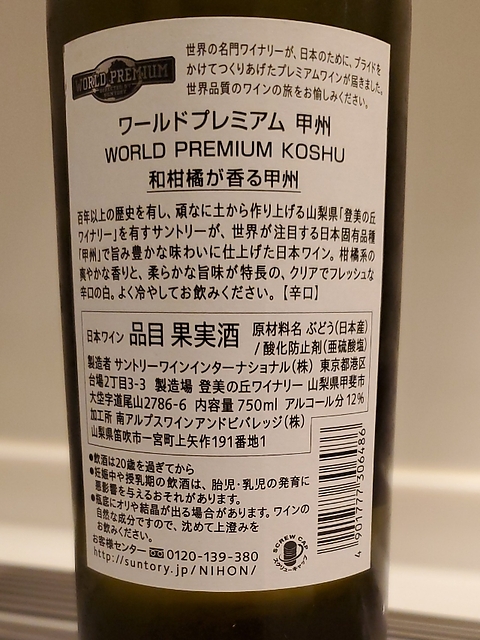 WORLD PREMIUM
世界の名門ワイナリーが、日本のために、プライドを
かけてつくりあげたプレミアムワインが届きました。
世界品質のワインの旅をお愉しみください。
ワールドプレミアム 甲州
WORLD PREMIUM KOSHU
和柑橘が香る甲州
百年以上の歴史を有し、頑なに土から作り上げる山梨県「登美の丘
ワイナリー」を有すサントリーが、世界が注目する日本固有品種
「甲州」で旨み豊かな味わいに仕上げた日本ワイン。柑橘系の
爽やかな香りと、柔らかな旨味が特長の、クリアでフレッシュな
辛口の白。よく冷やしてお飲みください。【辛口】
日本ワイン 品目 果実酒 原材料名 ぶどう(日本産)
/酸化防止剤(亜硫酸塩)
製造者 サントリーワインインターナショナル(株) 東京都港区
台場2丁目3-3 製造場 登美の丘ワイナリー 山梨県甲斐市
大垈字道尾山2786-6 内容量 750ml アルコール分 12%
加工所 南アルプスワインアンドビバレッジ(株)
山梨県笛吹市一宮町上矢作191番地1
●飲酒は20歳を過ぎてから
●妊娠中や授乳期の飲酒は、胎児・乳児の発育に
悪影響を与えるおそれがあります。
●瓶底にオリや結晶が出る場合があります。ワインの
自然な成分ですので、沈めて上澄みを
お飲みください。
お客様センター 0120-139-380
http://suntory.jp/NIHON/
SCREW CAP
スクリューキャップ
4 901777 306486